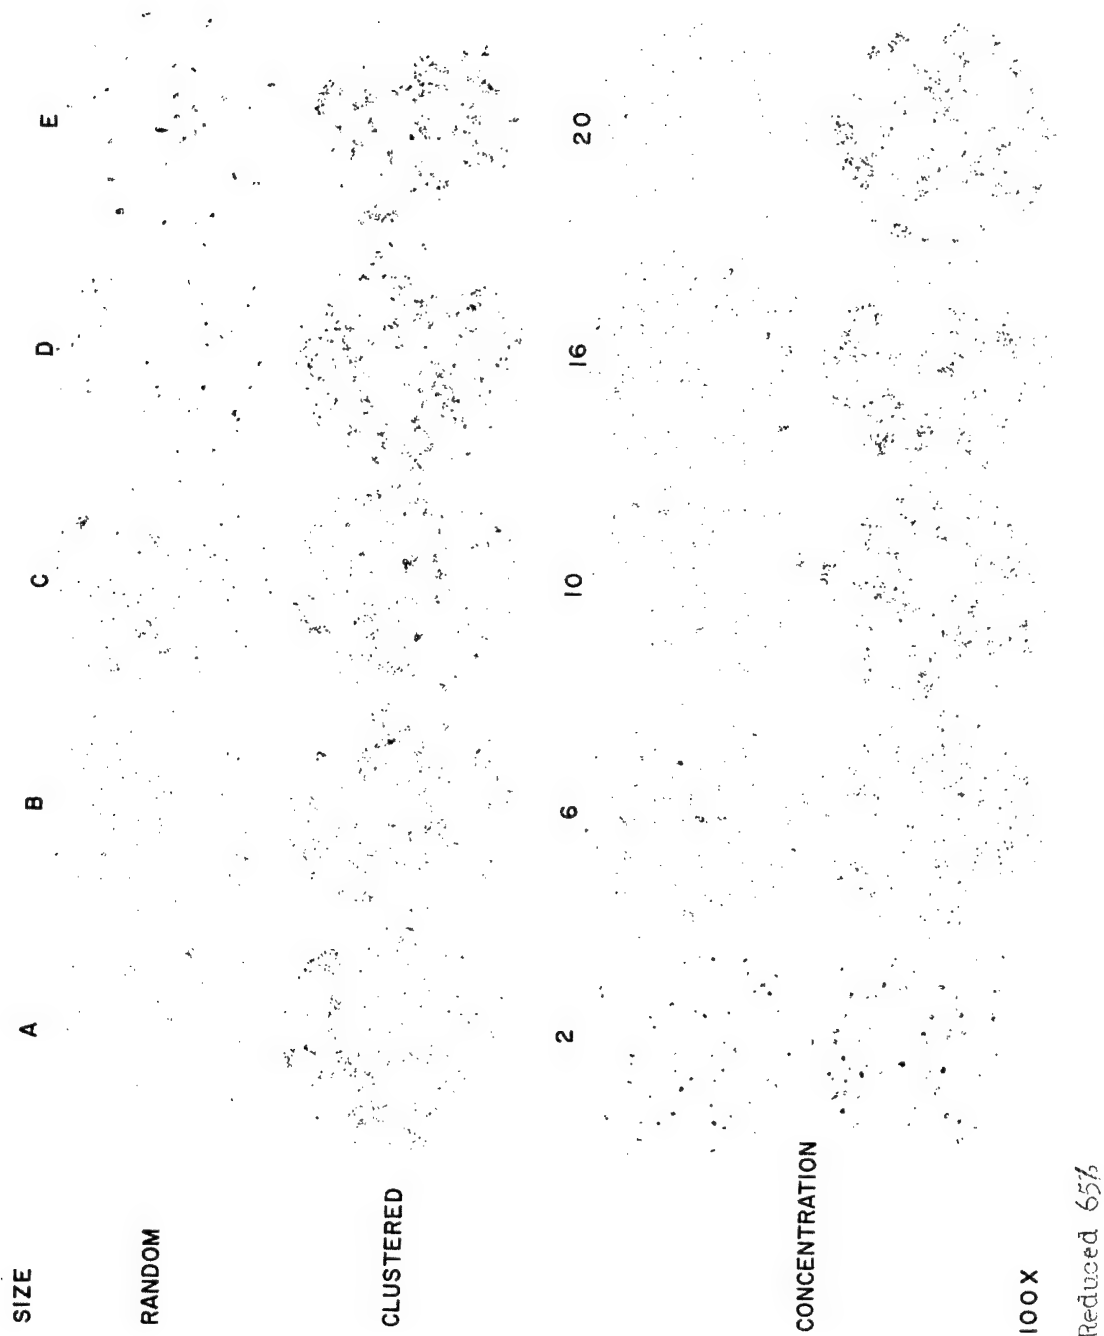 SIZE A B C D E
RANDOM
CLUSTERED
2 6 10 16 20
CONCENTRATION
100X
Reduced 65%